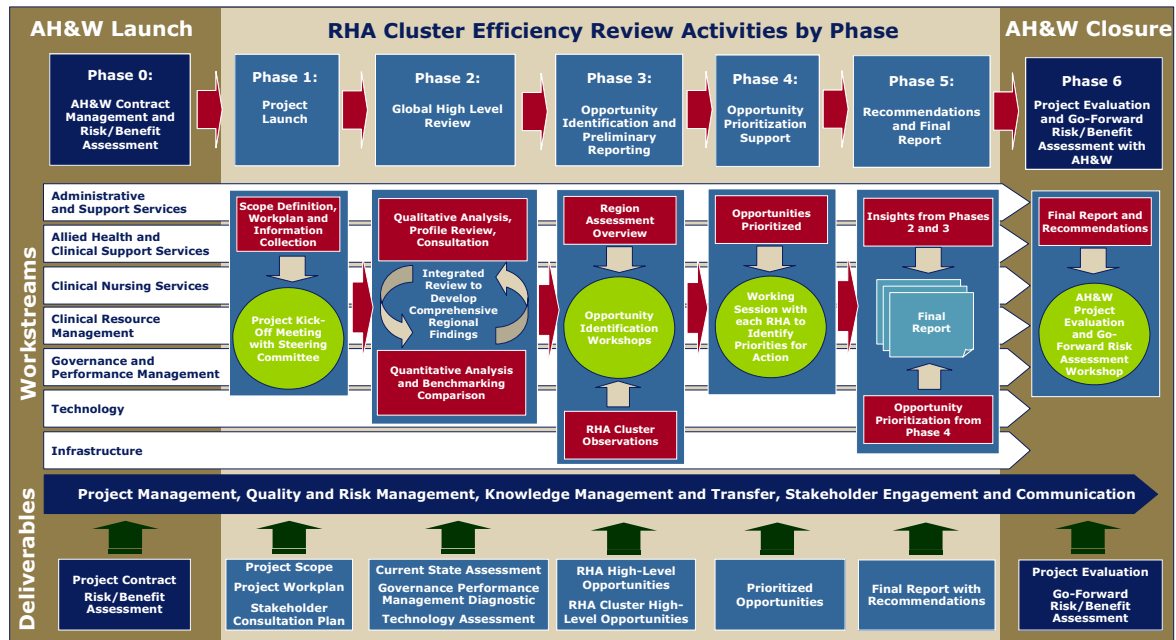 AH&W Launch
RHA Cluster Efficiency Review Activities by Phase
AH&W Closure
Phase 0:
AH&W Contract
Management and
Risk/Benefit
Assessment
Phase 1:
Project
Launch
Phase 2:
Global High Level
Review
Phase 3:
Opportunity
Identification and
Preliminary
Reporting
Phase 4:
Opportunity
Prioritization
Support
Phase 5:
Recommendations
and Final
Report
Phase 6
Project Evaluation
and Go-Forward
Risk/Benefit
Assessment with
AH&W
Workstreams
Administrative
and Support Services
Allied Health and
Clinical Support Services
Clinical Nursing Services
Clinical Resource
Management
Governance and
Performance Management
Technology
Infrastructure
Scope Definition,
Workplan and
Information
Collection
Project Kick-
Off Meeting
with Steering
Committee
Qualitative Analysis,
Profile Review,
Consultation
Integrated
Review to
Develop
Comprehensive
Regional
Findings
Quantitative Analysis
and Benchmarking
Comparison
Region
Assessment
Overview
Opportunity
Identification
Workshops
RHA Cluster
Observations
Opportunities
Prioritized
Working
Session with
each RHA to
Identify
Priorities for
Action
Insights from Phases
2 and 3
Final
Report
Opportunity
Prioritization from
Phase 4
Final Report and
Recommendations
AH&W
Project
Evaluation
and Go-
Forward Risk
Assessment
Workshop
Deliverables
Project Management, Quality and Risk Management, Knowledge Management and Transfer, Stakeholder Engagement and Communication
Project Contract
Risk/Benefit
Assessment
Project Scope
Project Workplan
Stakeholder
Consultation Plan
Current State Assessment
Governance Performance
Management Diagnostic
Technology Assessment
RHA High-Level
Opportunities
RHA Cluster High-
Level Opportunities
Prioritized
Opportunities
Final Report with
Recommendations
Project Evaluation
Go-Forward
Risk/Benefit
Assessment